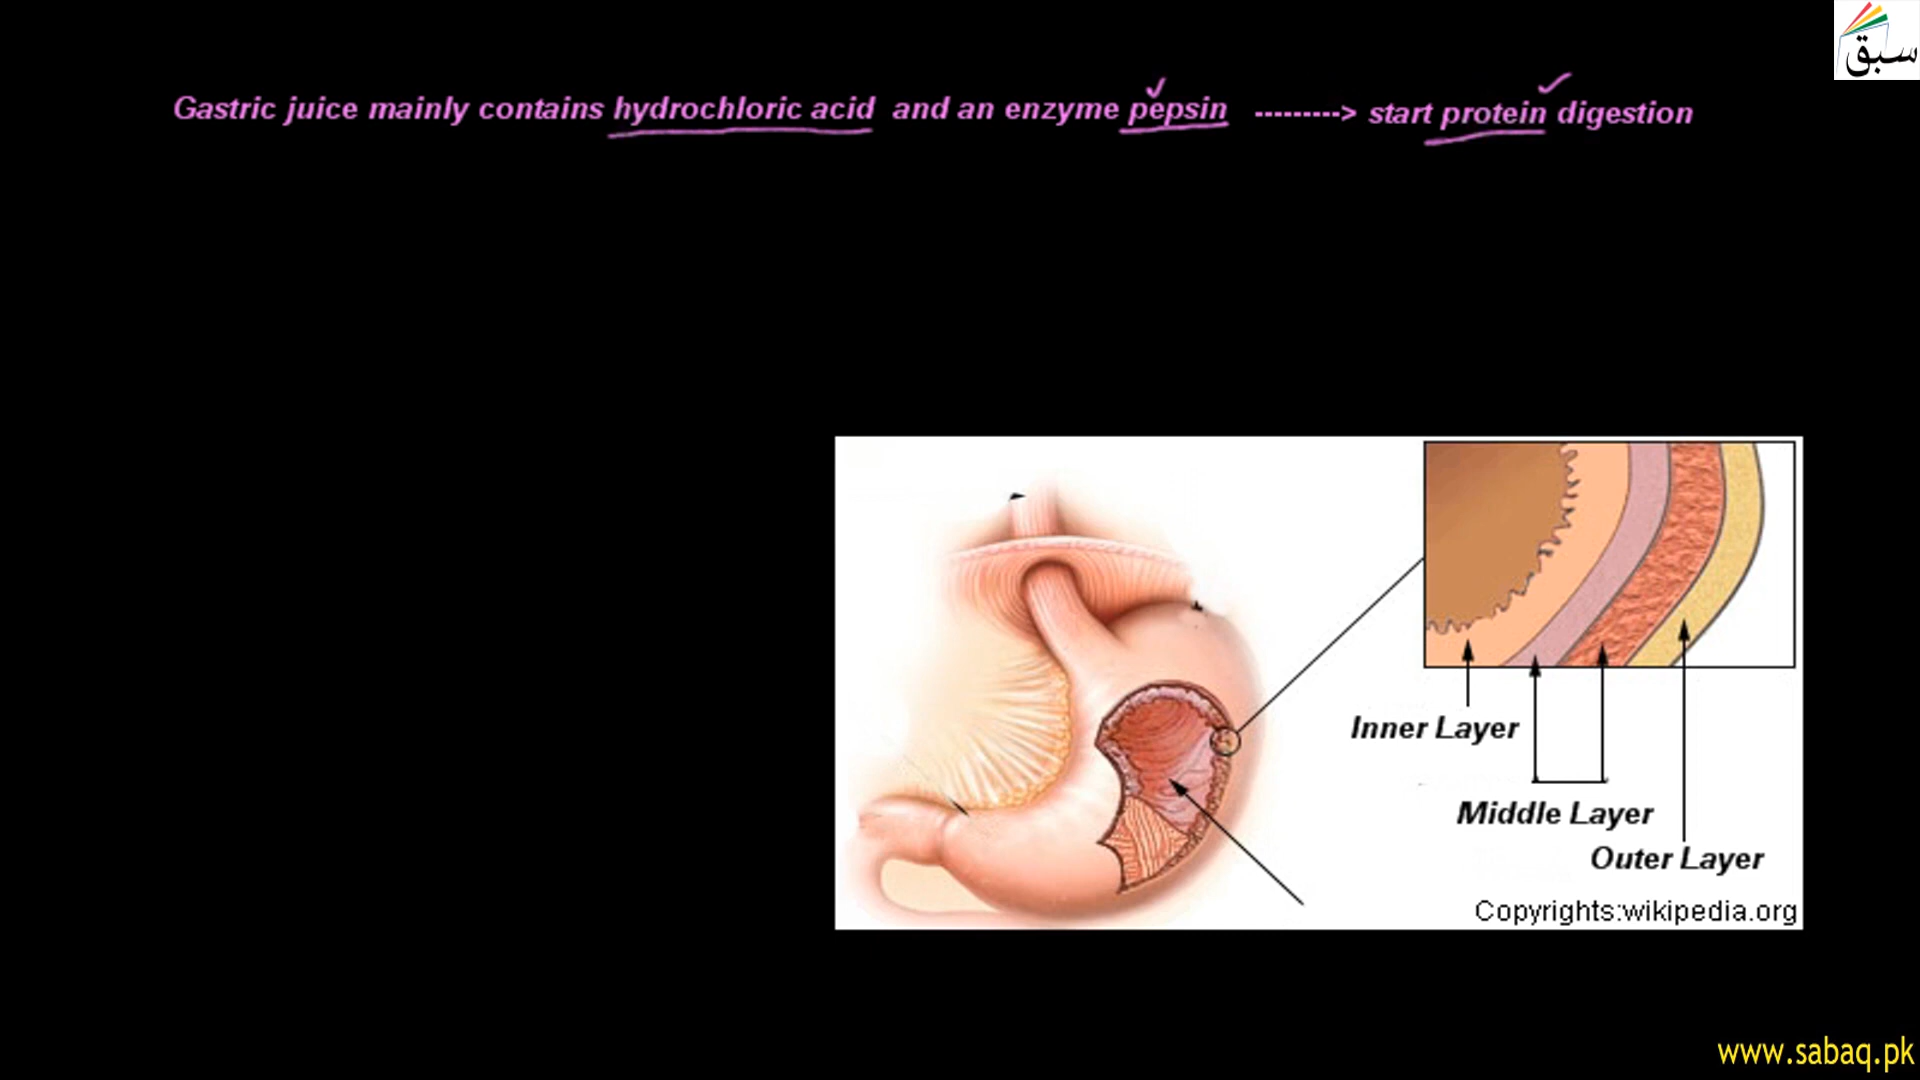 سبق
Gastric juice mainly contains hydrochloric acid and an enzyme pepsin ---------> start protein digestion
Inner Layer
Middle Layer
Outer Layer
Copyrights:wikipedia.org
www.sabaq.pk